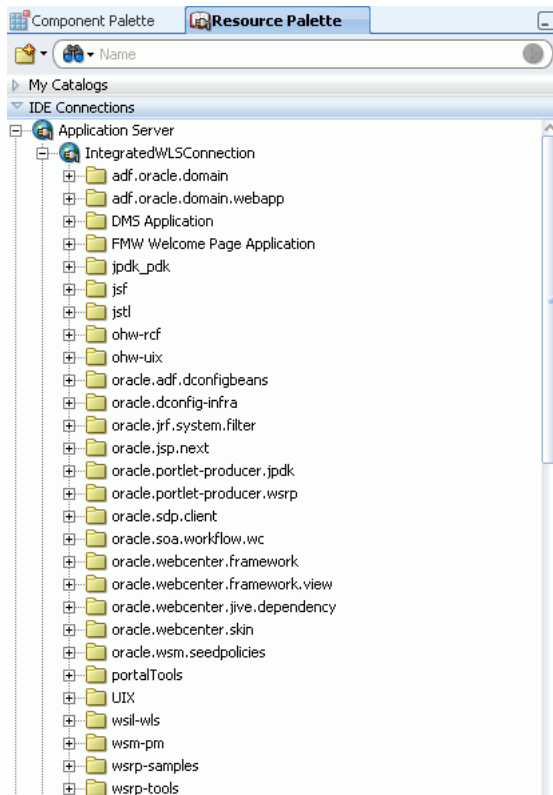 Component Palette Resource Palette
Name
My Catalogs
IDE Connections
Application Server
IntegratedWLSConnection
adf.oracle.domain
adf.oracle.domain.webapp
DMS Application
FMW Welcome Page Application
jpdk_pdk
jsf
jstl
ohw-rcf
ohw-uix
oracle.adf.dconfigbeans
oracle.dconfig-infra
oracle.jrf.system.filter
oracle.jsp.next
oracle.portlet-producer.jpdk
oracle.portlet-producer.wsrp
oracle.sdp.client
oracle.soa.workflow.wc
oracle.webcenter.framework
oracle.webcenter.framework.view
oracle.webcenter.jive.dependency
oracle.webcenter.skin
oracle.wsm.seedpolicies
portalTools
UIX
wsil-wls
wsm-pm
wsrp-samples
wsrp-tools